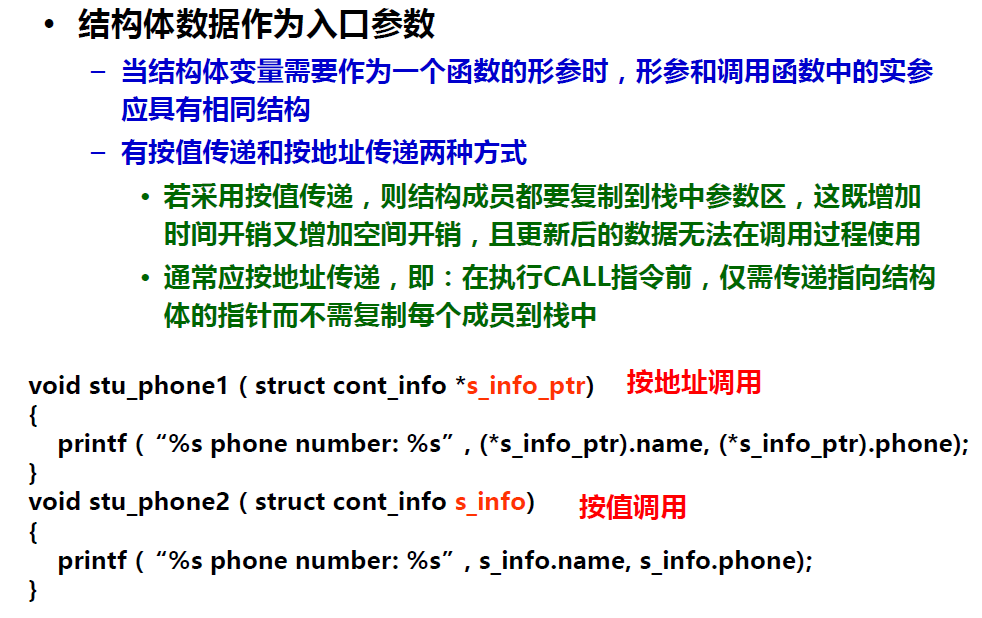 • 结构体数据作为入口参数
– 当结构体变量需要作为一个函数的形参时，形参和调用函数中的实参
应具有相同结构
– 有按值传递和按地址传递两种方式
• 若采用按值传递，则结构成员都要复制到栈中参数区，这既增加
时间开销又增加空间开销，且更新后的数据无法在调用过程使用
• 通常应按地址传递，即：在执行CALL指令前，仅需传递指向结构
体的指针而不需复制每个成员到栈中
void stu_phone1 ( struct cont_info *s_info_ptr) 按地址调用
{
printf ( “%s phone number: %s”, (*s_info_ptr).name, (*s_info_ptr).phone);
}
void stu_phone2 ( struct cont_info s_info) 按值调用
{
printf ( “%s phone number: %s”, s_info.name, s_info.phone);
}